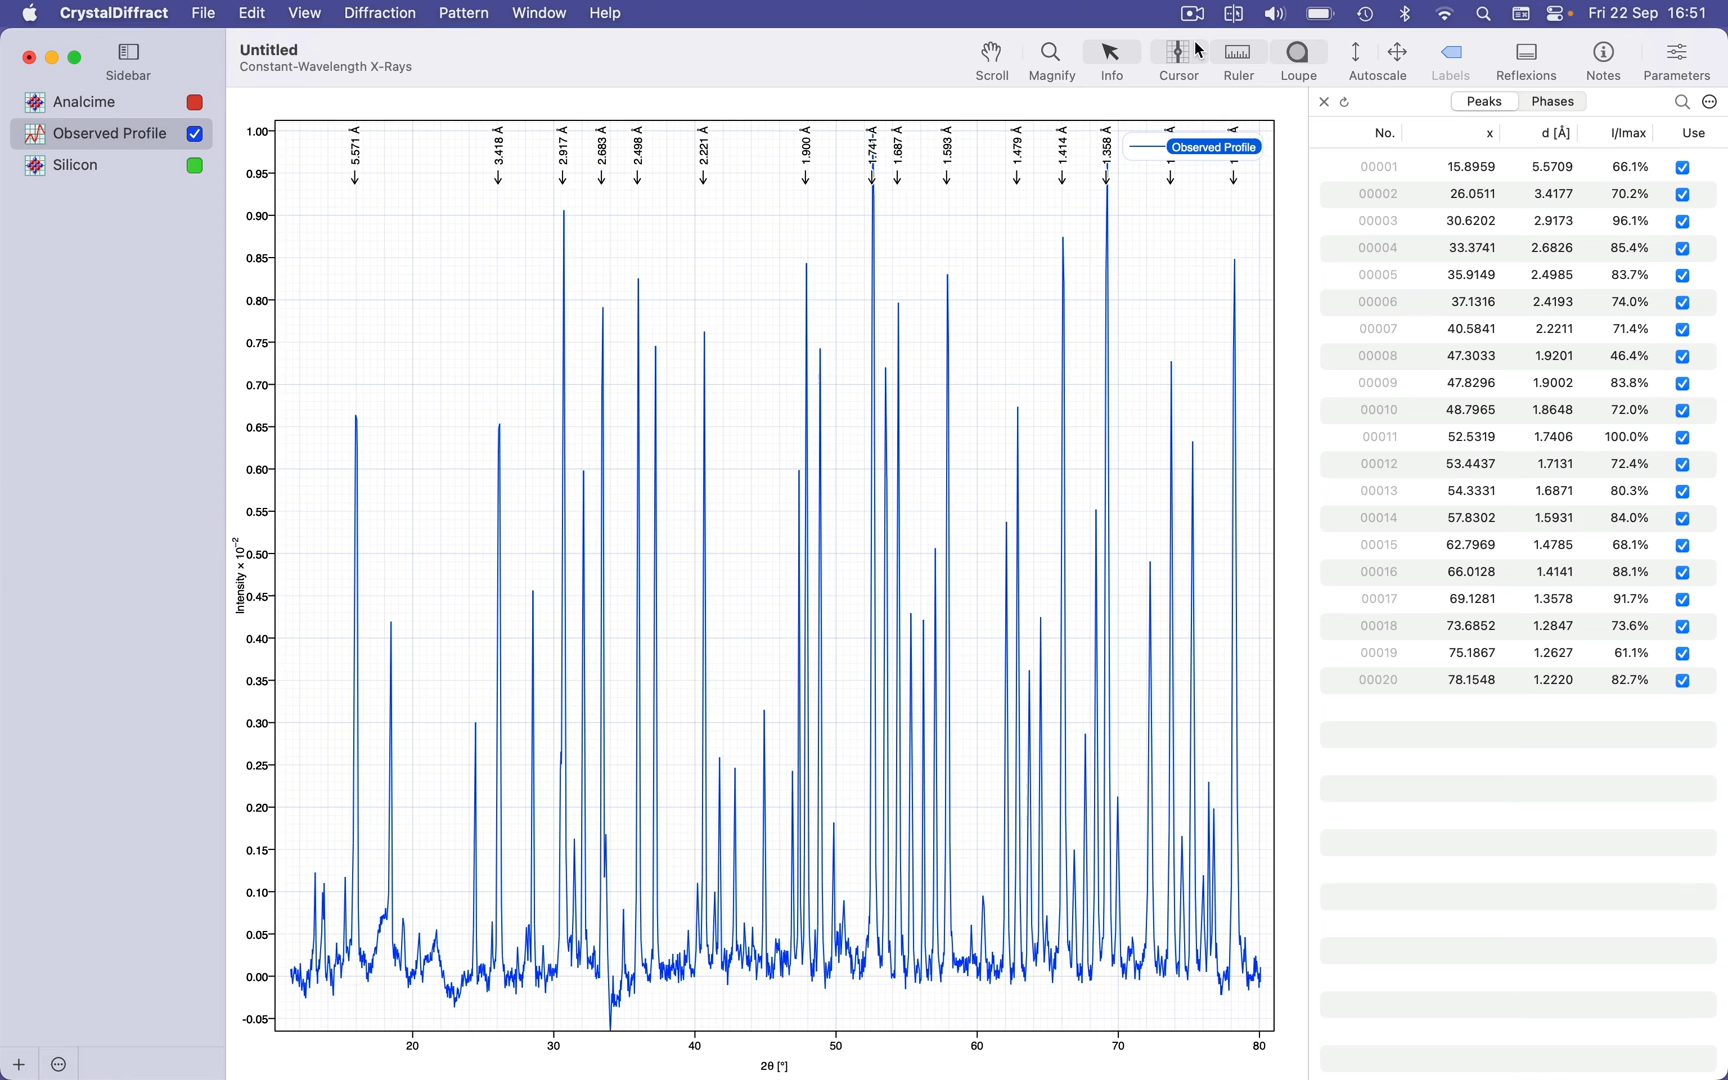 CrystalDiffract File Edit View Diffraction Pattern Window Help Fri 22 Sep 16:51
Sidebar
Analcime
Observed Profile
Silicon
Untitled
Constant-Wavelength X-Rays
Scroll Magnify Info Cursor Ruler Loupe Autoscale Labels Reflexions Notes Parameters
5.571 Å
3.418 Å
2.917 Å
2.683 Å
2.498 Å
2.221 Å
1.900 Å
1.741 Å
1.687 Å
1.593 Å
1.479 Å
1.414 Å
1.358 Å
Observed Profile
1.00
0.95
0.90
0.85
0.80
0.75
0.70
0.65
0.60
0.55
0.50
0.45
0.40
0.35
0.30
0.25
0.20
0.15
0.10
0.05
0.00
-0.05
Intensity × 10⁻²
20 30 40 50 60 70 80
2θ [°]
Peaks Phases
No. x d [Å] I/Imax Use
00001 15.8959 5.5709 66.1%
00002 26.0511 3.4177 70.2%
00003 30.6202 2.9173 96.1%
00004 33.3741 2.6826 85.4%
00005 35.9149 2.4985 83.7%
00006 37.1316 2.4193 74.0%
00007 40.5841 2.2211 71.4%
00008 47.3033 1.9201 46.4%
00009 47.8296 1.9002 83.8%
00010 48.7965 1.8648 72.0%
00011 52.5319 1.7406 100.0%
00012 53.4437 1.7131 72.4%
00013 54.3331 1.6871 80.3%
00014 57.8302 1.5931 84.0%
00015 62.7969 1.4785 68.1%
00016 66.0128 1.4141 88.1%
00017 69.1281 1.3578 91.7%
00018 73.6852 1.2847 73.6%
00019 75.1867 1.2627 61.1%
00020 78.1548 1.2220 82.7%